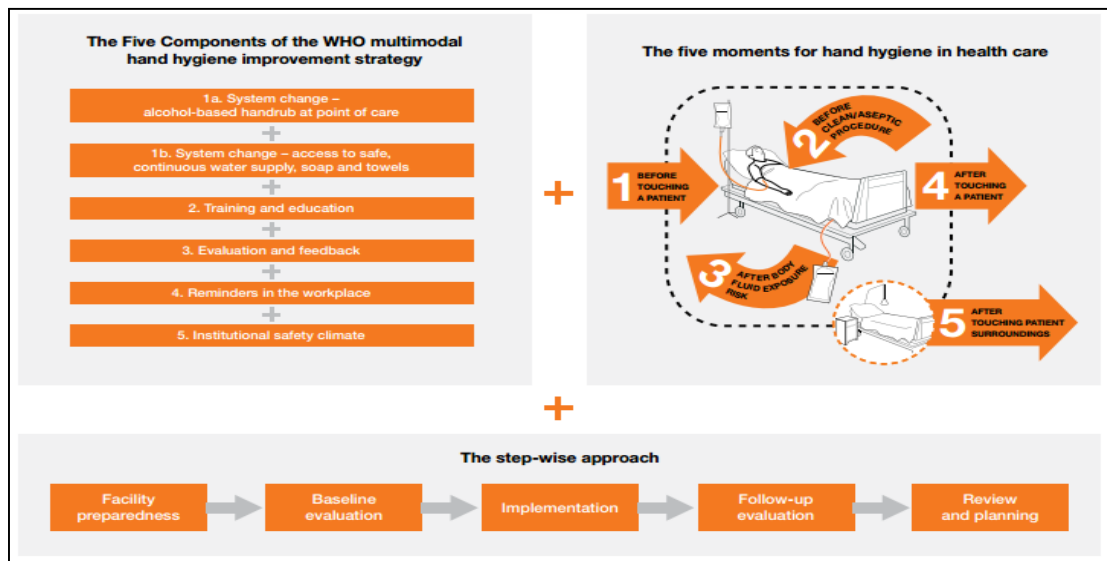 The Five Components of the WHO multimodal
hand hygiene improvement strategy
1a. System change –
alcohol-based handrub at point of care
+
1b. System change – access to safe,
continuous water supply, soap and towels
+
2. Training and education
+
3. Evaluation and feedback
+
4. Reminders in the workplace
+
5. Institutional safety climate
+
The five moments for hand hygiene in health care
1
BEFORE
TOUCHING
A PATIENT
2
BEFORE
CLEAN/ASEPTIC
PROCEDURE
3
AFTER BODY
FLUID EXPOSURE
RISK
4
AFTER
TOUCHING
A PATIENT
5
AFTER
TOUCHING PATIENT
SURROUNDINGS
+
The step-wise approach
Facility
preparedness
Baseline
evaluation
Implementation
Follow-up
evaluation
Review
and planning